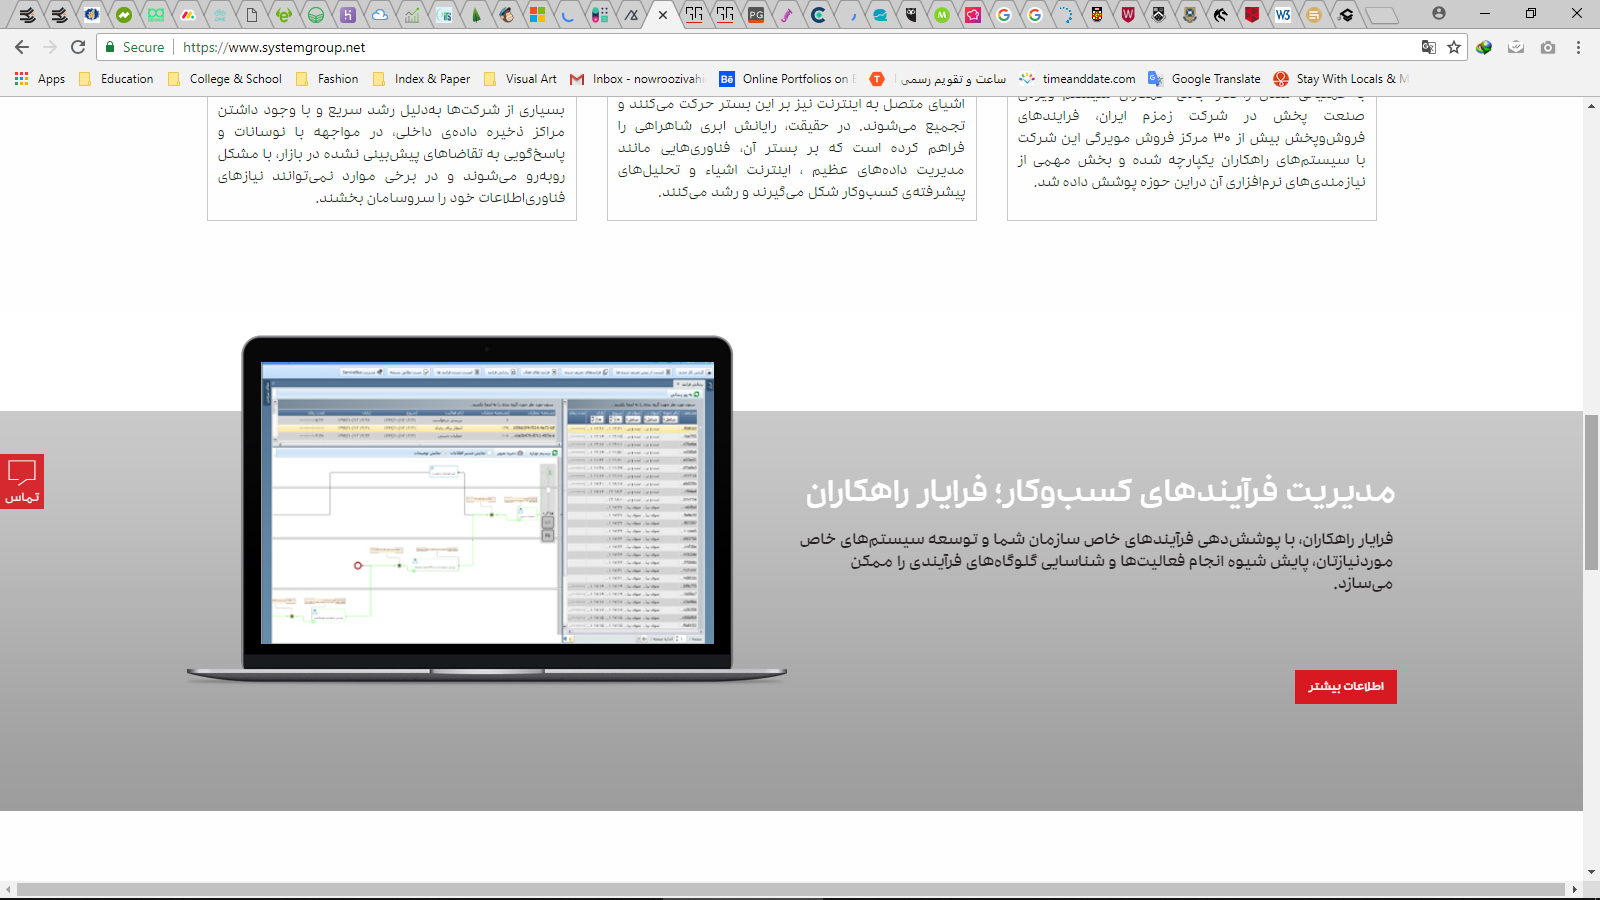 Secure
https://www.systemgroup.net
Apps
Education
College & School
Fashion
Index & Paper
Visual Art
Inbox - nowroozivahi
Online Portfolios on
ساعت و تقویم رسمی
timeanddate.com
Google Translate
Stay With Locals & M
صنعت پخش در شرکت زمزم ایران، فرایندهای
فروش‌وپخش بیش از ۳۰ مرکز فروش مویرگی این شرکت
با سیستم‌های راهکاران یکپارچه شده و بخش مهمی از
نیازمندی‌های نرم‌افزاری آن دراین حوزه پوشش داده شد.
اشیای متصل به اینترنت نیز بر این بستر حرکت می‌کنند و
تجمیع می‌شوند. در حقیقت، رایانش ابری شاهراهی را
فراهم کرده است که بر بستر آن، فناوری‌هایی مانند
مدیریت داده‌های عظیم ، اینترنت اشیاء و تحلیل‌های
پیشرفته‌ی کسب‌وکار شکل می‌گیرند و رشد می‌کنند.
بسیاری از شرکت‌ها به‌دلیل رشد سریع و با وجود داشتن
مراکز ذخیره داده‌ی داخلی، در مواجهه با نوسانات و
پاسخ‌گویی به تقاضاهای پیش‌بینی نشده در بازار، با مشکل
روبه‌رو می‌شوند و در برخی موارد نمی‌توانند نیازهای
فناوری‌اطلاعات خود را سروسامان بخشند.
تماس
مدیریت فرآیندهای کسب‌وکار؛ فرایار راهکاران
فرایار راهکاران، با پوشش‌دهی فرآیندهای خاص سازمان شما و توسعه سیستم‌های خاص
موردنیازتان، پایش شیوه انجام فعالیت‌ها و شناسایی گلوگاه‌های فرآیندی را ممکن
می‌سازد.
اطلاعات بیشتر